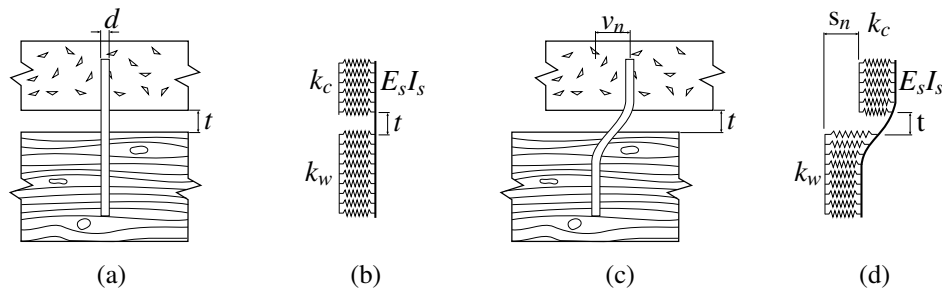 d
t
(a)
k_c
E_sI_s
t
k_w
(b)
v_n
t
(c)
s_n
k_c
E_sI_s
t
k_w
(d)